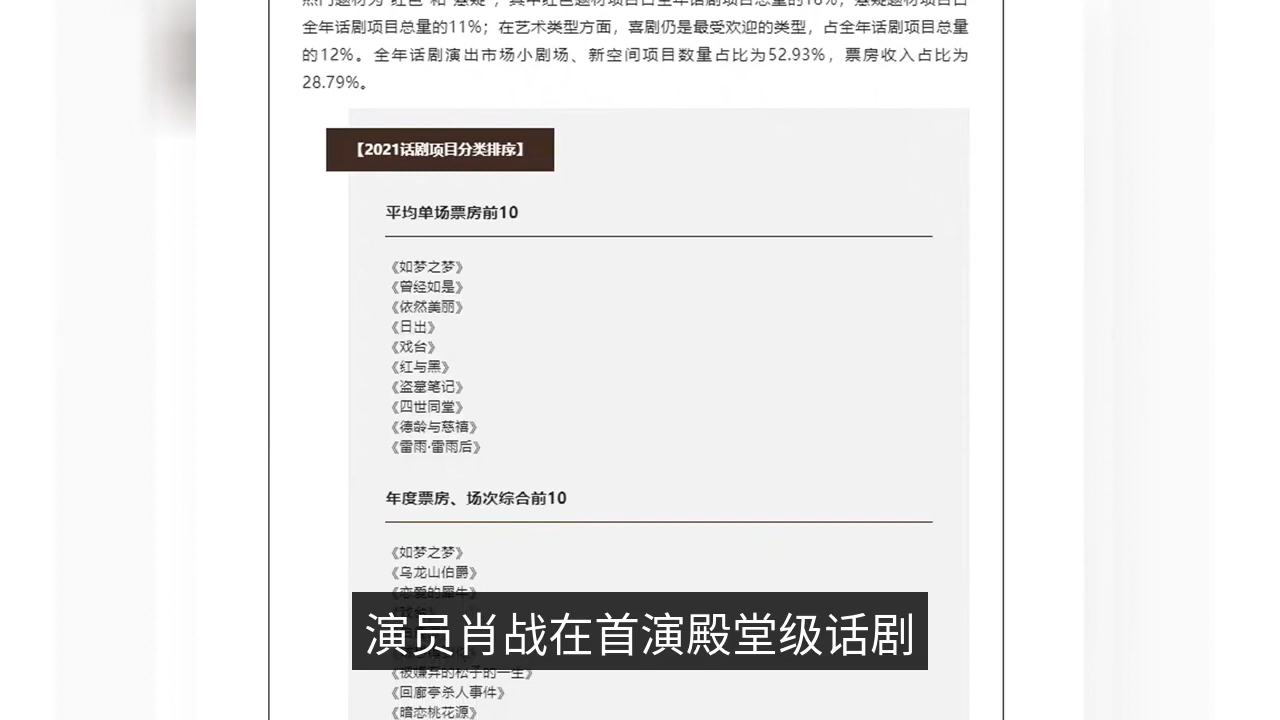 全年话剧项目总量的11%；在艺术类型方面，喜剧仍是最受欢迎的类型，占全年话剧项目总量
的12%。全年话剧演出市场小剧场、新空间项目数量占比为52.93%，票房收入占比为
28.79%。
【2021话剧项目分类排序】
平均单场票房前10
《如梦之梦》
《曾经如是》
《依然美丽》
《日出》
《戏台》
《红与黑》
《盗墓笔记》
《四世同堂》
《德龄与慈禧》
《雷雨·雷雨后》
年度票房、场次综合前10
《如梦之梦》
《乌龙山伯爵》
《恋爱的犀牛》
演员肖战在首演殿堂级话剧
《被嫌弃的松子的一生》
《回廊亭杀人事件》
《暗恋桃花源》